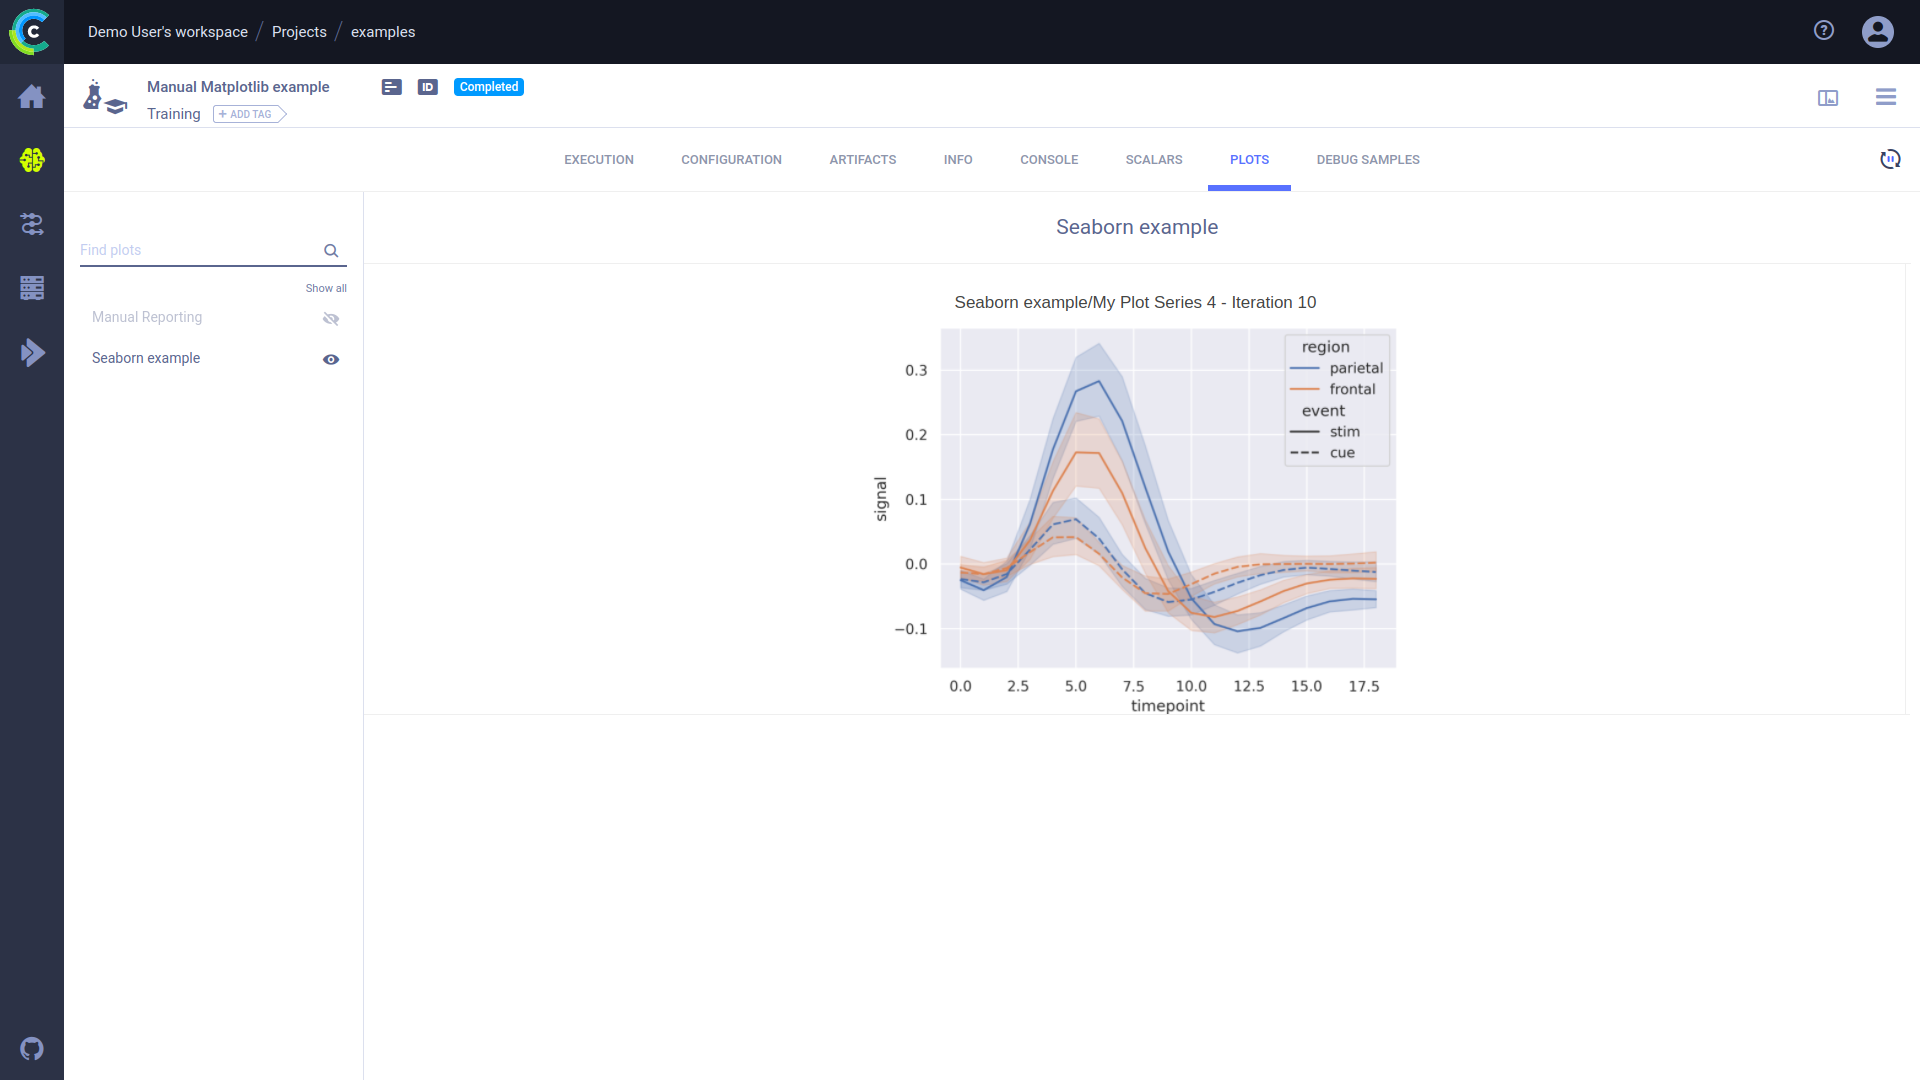 Demo User's workspace / Projects / examples
Manual Matplotlib example
ID
Completed
Training
+ ADD TAG
EXECUTION
CONFIGURATION
ARTIFACTS
INFO
CONSOLE
SCALARS
PLOTS
DEBUG SAMPLES
Find plots
Show all
Manual Reporting
Seaborn example
Seaborn example
Seaborn example/My Plot Series 4 - Iteration 10
region
parietal
frontal
event
stim
cue
signal
0.3
0.2
0.1
0.0
−0.1
0.0 2.5 5.0 7.5 10.0 12.5 15.0 17.5
timepoint